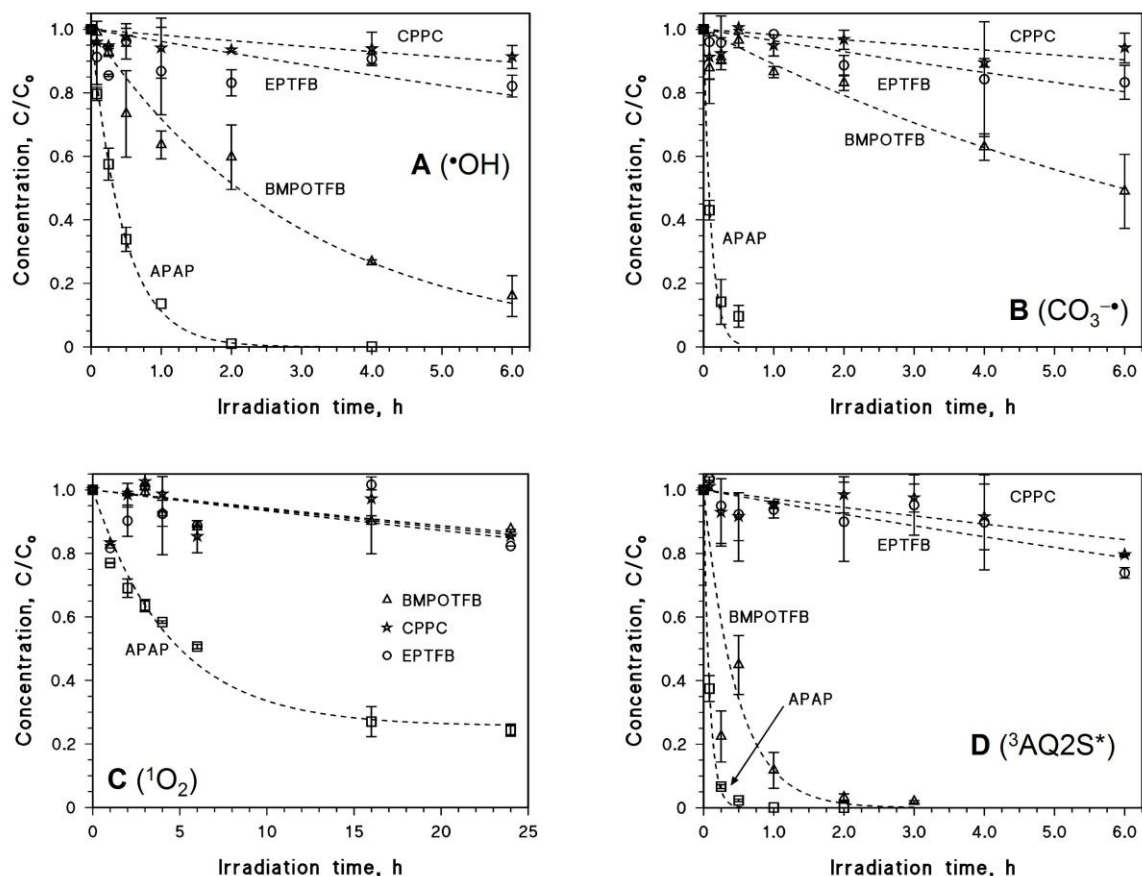 Concentration, C/C₀
1.0
0.8
0.6
0.4
0.2
0
CPPC
EPTFB
A (•OH)
BMPOTFB
APAP
0 1.0 2.0 3.0 4.0 5.0 6.0
Irradiation time, h
Concentration, C/C₀
1.0
0.8
0.6
0.4
0.2
0
CPPC
EPTFB
BMPOTFB
APAP
B (CO₃⁻•)
0 1.0 2.0 3.0 4.0 5.0 6.0
Irradiation time, h
Concentration, C/C₀
1.0
0.8
0.6
0.4
0.2
0
BMPOTFB
CPPC
EPTFB
APAP
C (¹O₂)
0 5 10 15 20 25
Irradiation time, h
Concentration, C/C₀
1.0
0.8
0.6
0.4
0.2
0
CPPC
EPTFB
BMPOTFB
APAP
D (³AQ2S*)
0 1.0 2.0 3.0 4.0 5.0 6.0
Irradiation time, h